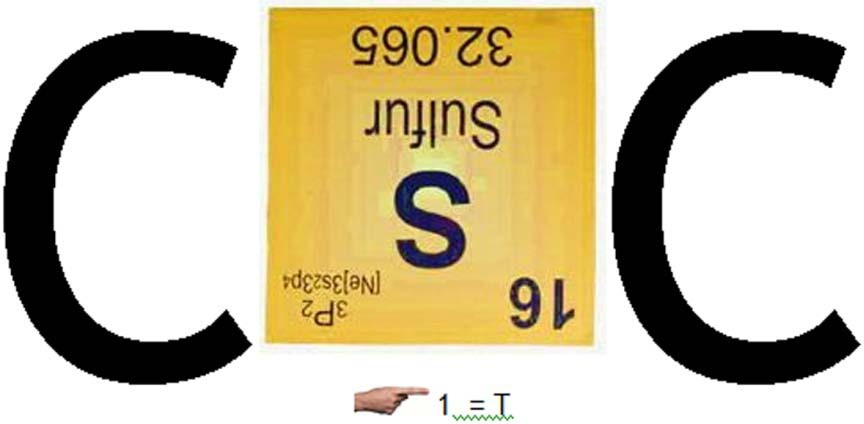 C
16 ³P₂
[Ne]3s23p4
S
Sulfur
32.065
C
1 = T